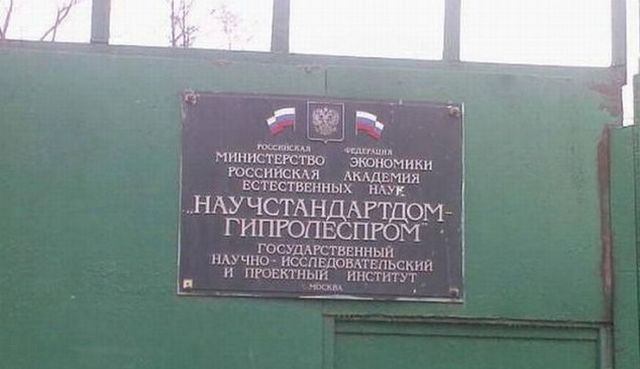 РОССИЙСКАЯ ФЕДЕРАЦИЯ
МИНИСТЕРСТВО ЭКОНОМИКИ
РОССИЙСКАЯ АКАДЕМИЯ
ЕСТЕСТВЕННЫХ НАУК
„НАУЧСТАНДАРТДОМ-
ГИПРОЛЕСПРОМ"
ГОСУДАРСТВЕННЫЙ
НАУЧНО-ИССЛЕДОВАТЕЛЬСКИЙ
И ПРОЕКТНЫЙ ИНСТИТУТ
г. МОСКВА